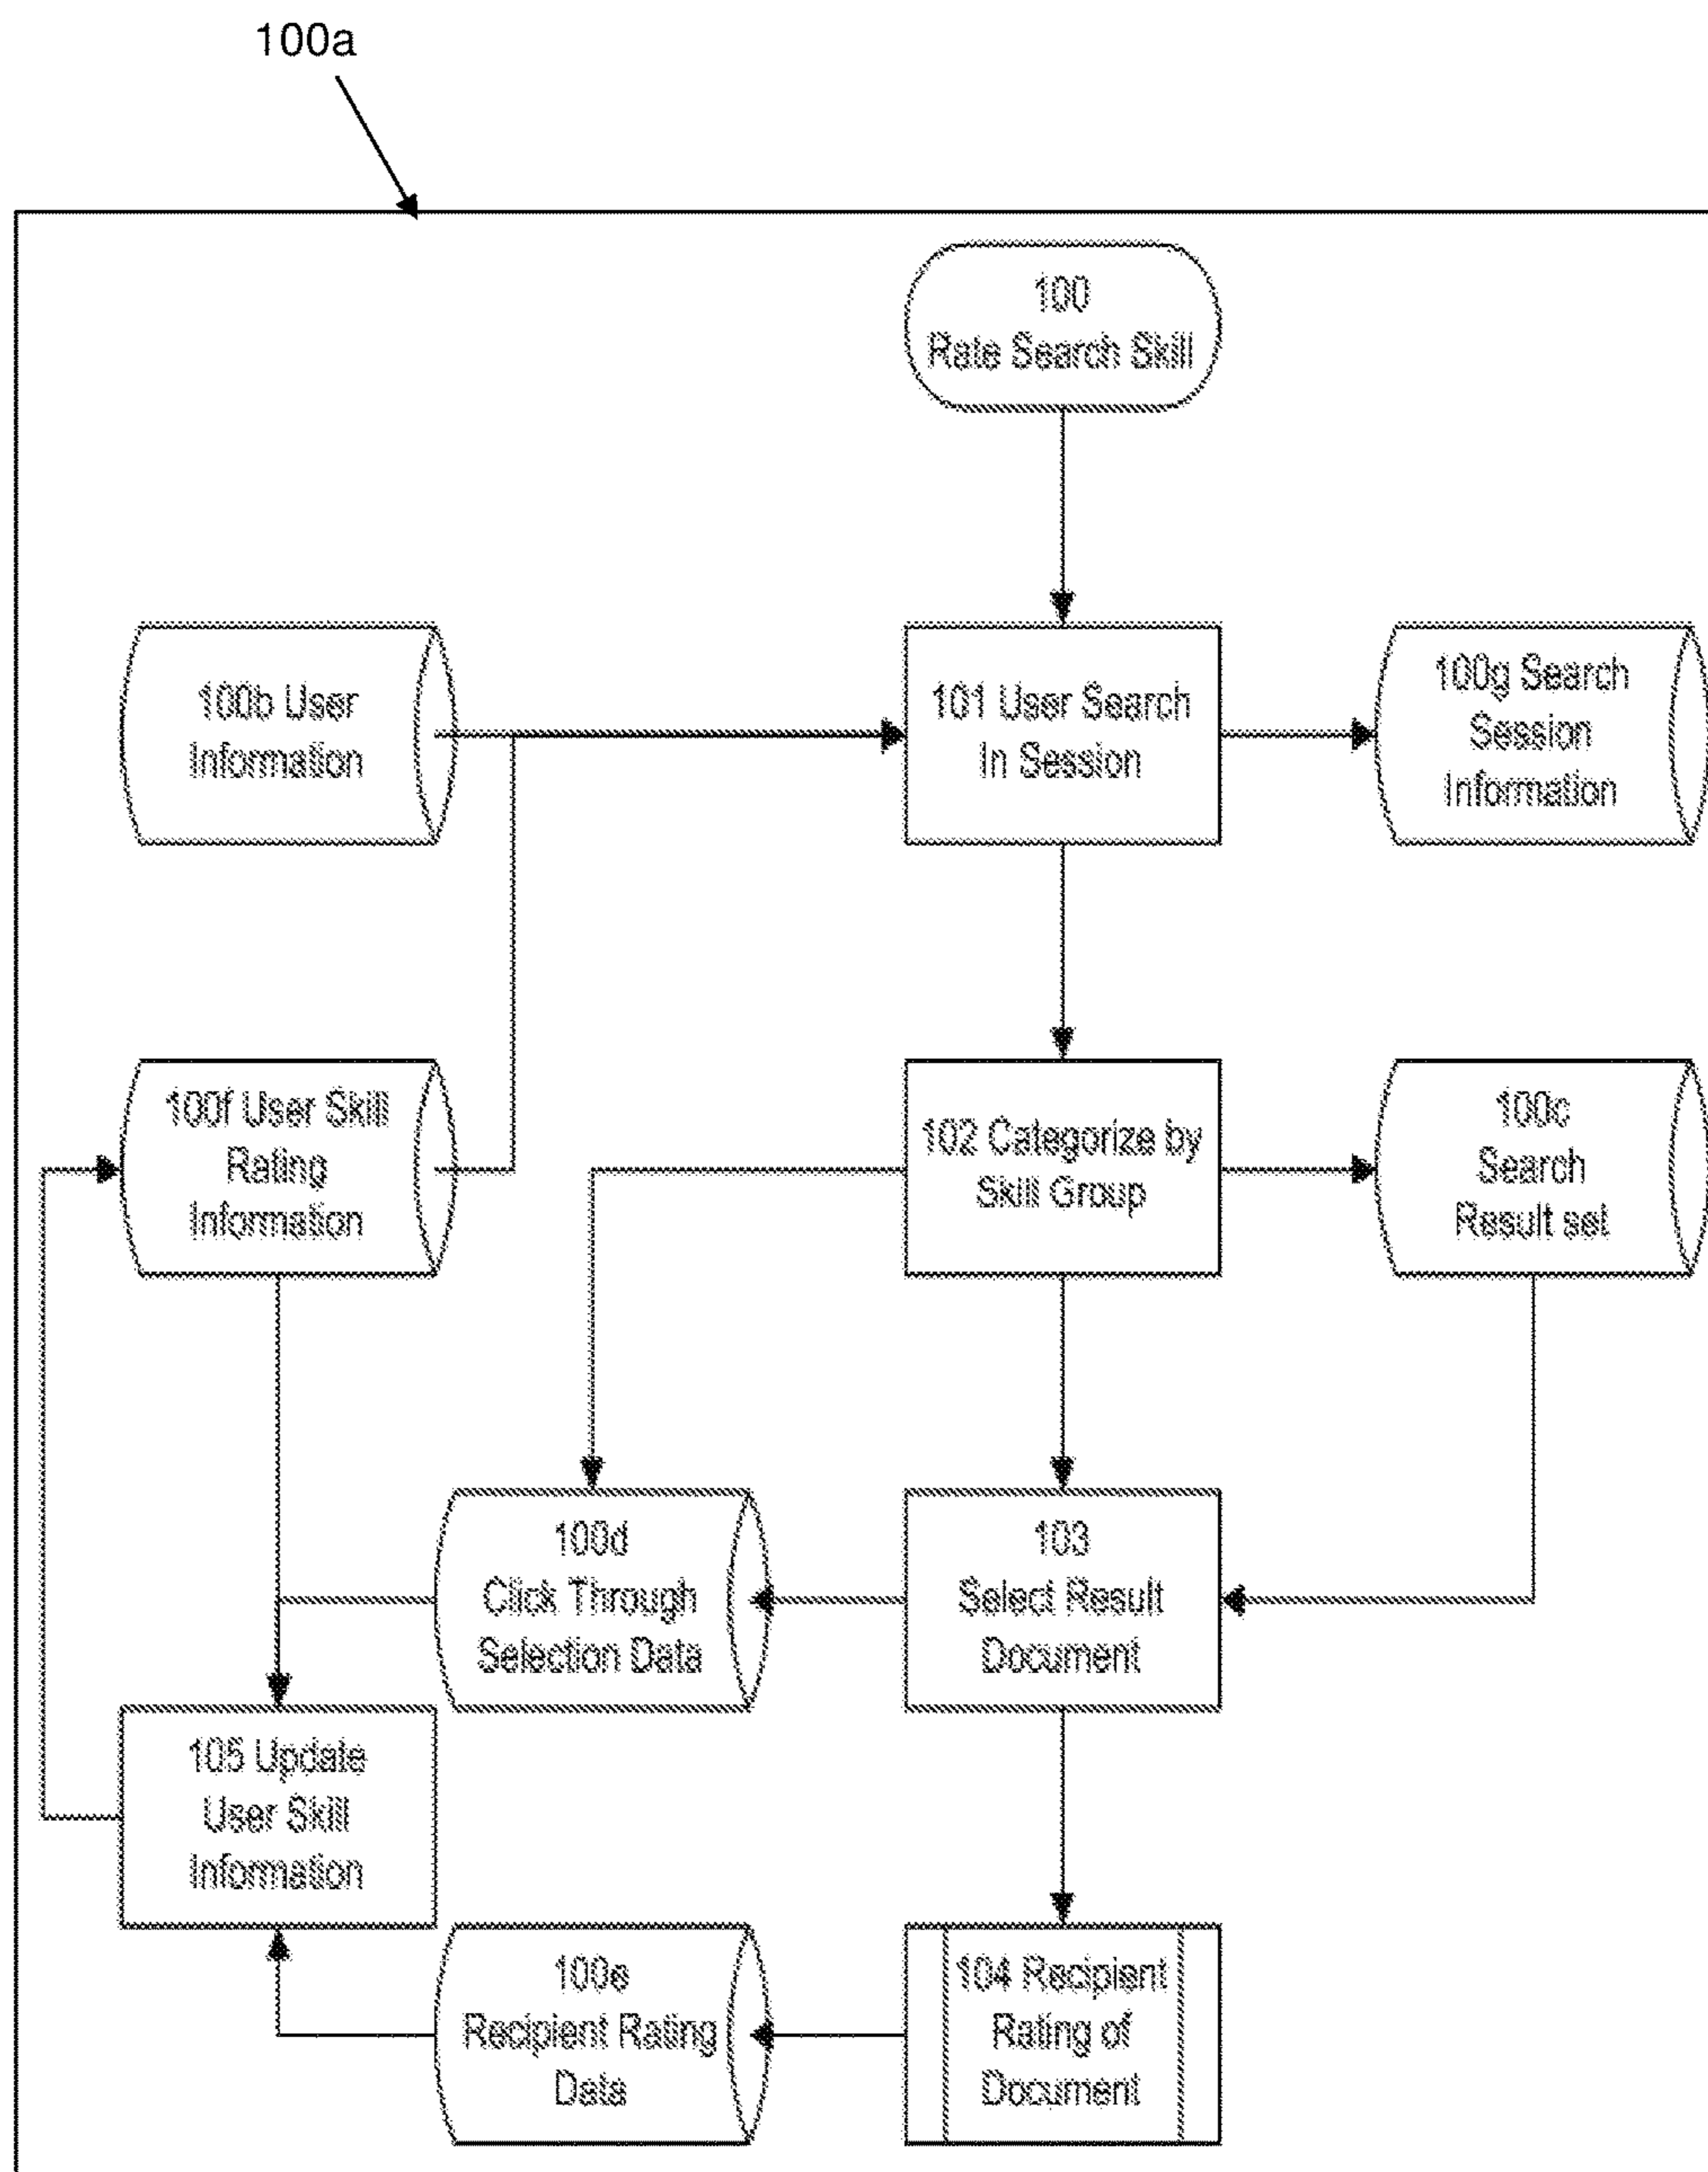 100a
100
Rate Search Skill
100b User
Information
101 User Search
In Session
100g Search
Session
Information
100f User Skill
Rating
Information
102 Categorize by
Skill Group
100c
Search
Result set
100d
Click Through
Selection Data
103
Select Result
Document
105 Update
User Skill
Information
100e
Recipient Rating
Data
104 Recipient
Rating of
Document